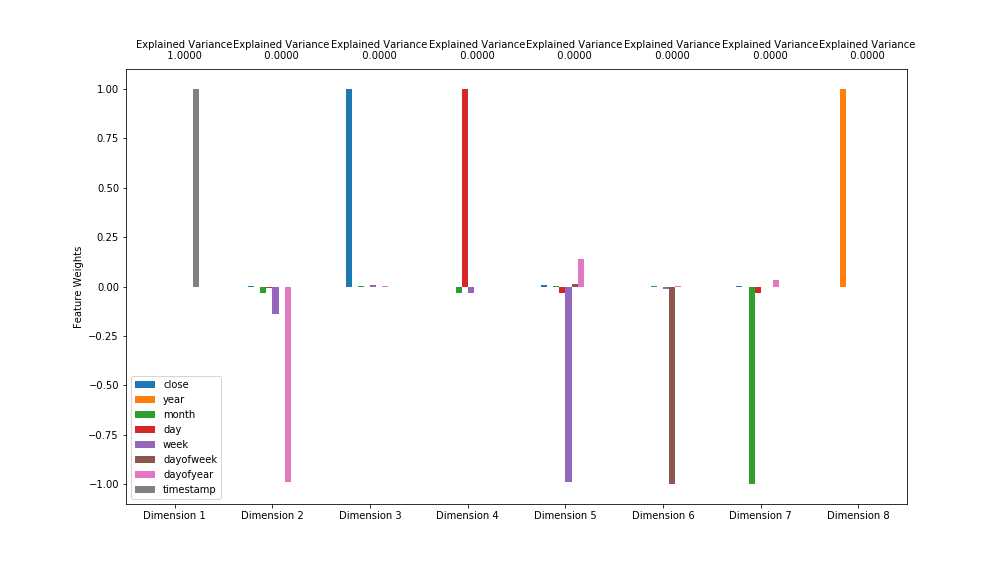 Explained Variance Explained Variance Explained Variance Explained Variance Explained Variance Explained Variance Explained Variance Explained Variance
1.0000 0.0000 0.0000 0.0000 0.0000 0.0000 0.0000 0.0000
1.00
0.75
0.50
0.25
0.00
−0.25
−0.50
−0.75
−1.00
Feature Weights
close
year
month
day
week
dayofweek
dayofyear
timestamp
Dimension 1 Dimension 2 Dimension 3 Dimension 4 Dimension 5 Dimension 6 Dimension 7 Dimension 8